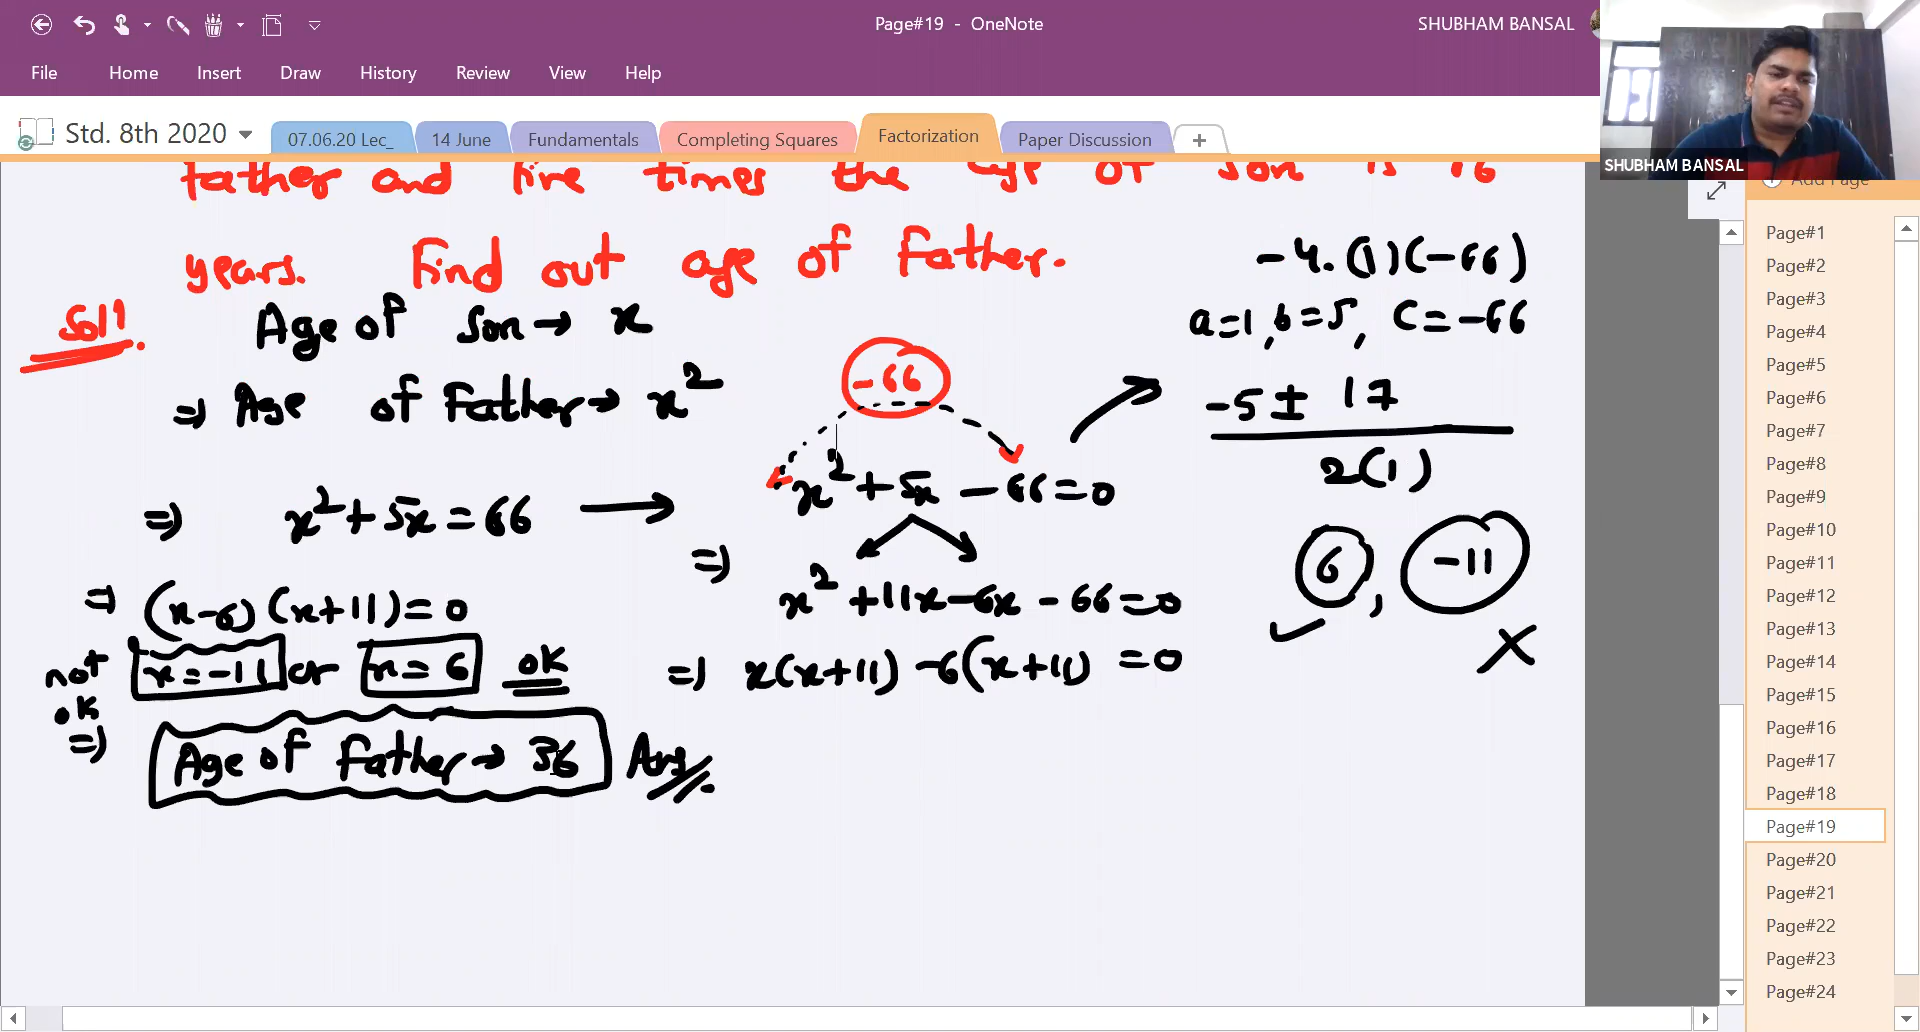 Page#19 - OneNote
SHUBHAM BANSAL
File Home Insert Draw History Review View Help
Std. 8th 2020
07.06.20 Lec_ 14 June Fundamentals Completing Squares Factorization Paper Discussion +
SHUBHAM BANSAL
Add Page
father and five times the age of son is
years. Find out age of Father.
Sol!
Age of Son → x
⇒ Age of Father → x²
⇒ x² + 5x = 66 →
⇒ (x-6)(x+11) = 0
not ok x = -11 or x = 6 ok
⇒ Age of Father → 36 Ans.
-66
x² + 5x - 66 = 0
⇒ x² + 11x - 6x - 66 = 0
⇒ x(x+11) - 6(x+11) = 0
-4.(1)(-66)
a=1, b=5, C=-66
-5 ± 17
2(1)
6, -11
Page#1
Page#2
Page#3
Page#4
Page#5
Page#6
Page#7
Page#8
Page#9
Page#10
Page#11
Page#12
Page#13
Page#14
Page#15
Page#16
Page#17
Page#18
Page#19
Page#20
Page#21
Page#22
Page#23
Page#24